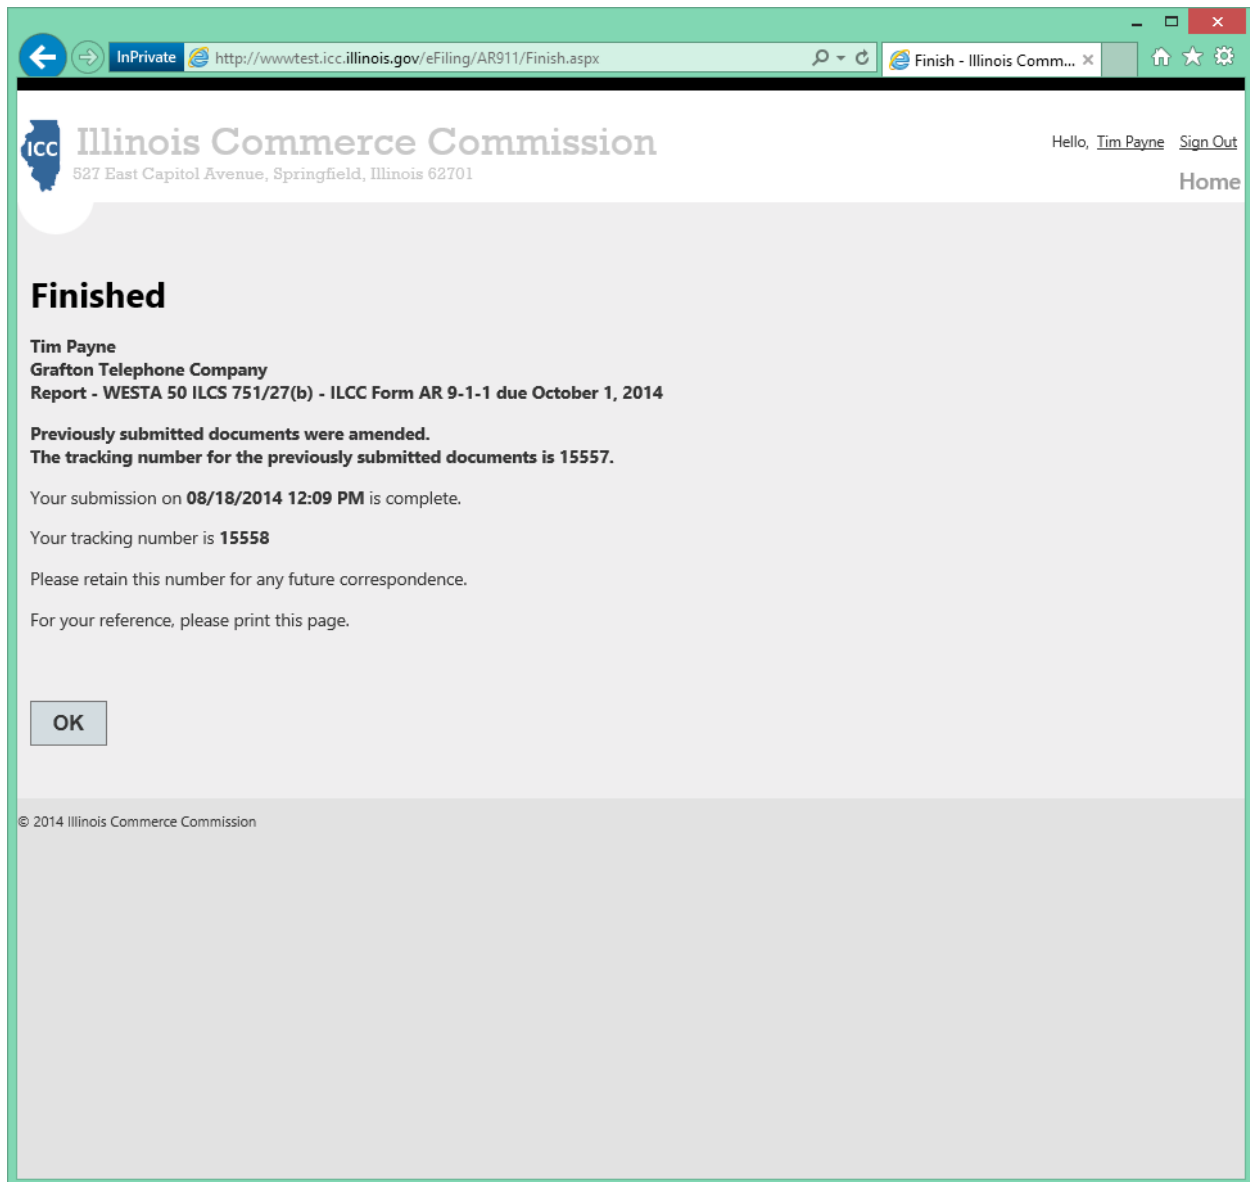 InPrivate http://wwwtest.icc.illinois.gov/eFiling/AR911/Finish.aspx Finish - Illinois Comm...
ICC
Illinois Commerce Commission
527 East Capitol Avenue, Springfield, Illinois 62701
Hello, Tim Payne Sign Out
Home
Finished
Tim Payne
Grafton Telephone Company
Report - WESTA 50 ILCS 751/27(b) - ILCC Form AR 9-1-1 due October 1, 2014
Previously submitted documents were amended.
The tracking number for the previously submitted documents is 15557.
Your submission on 08/18/2014 12:09 PM is complete.
Your tracking number is 15558
Please retain this number for any future correspondence.
For your reference, please print this page.
OK
© 2014 Illinois Commerce Commission